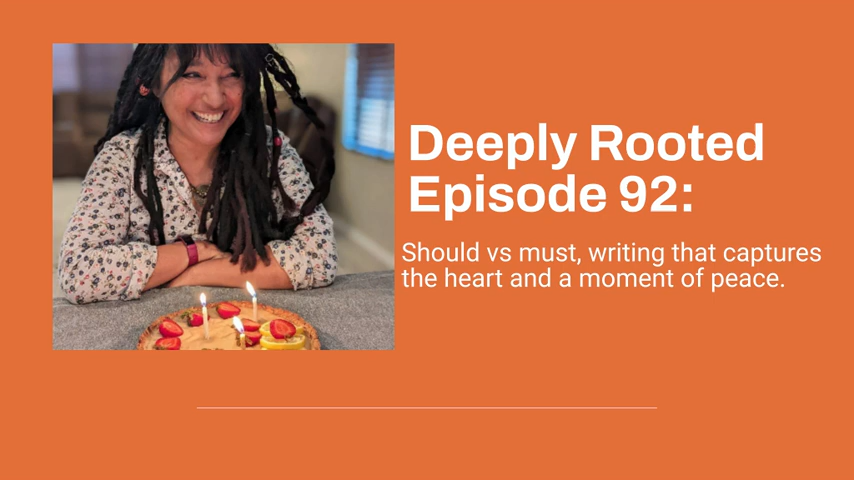 Deeply Rooted
Episode 92:
Should vs must, writing that captures
the heart and a moment of peace.